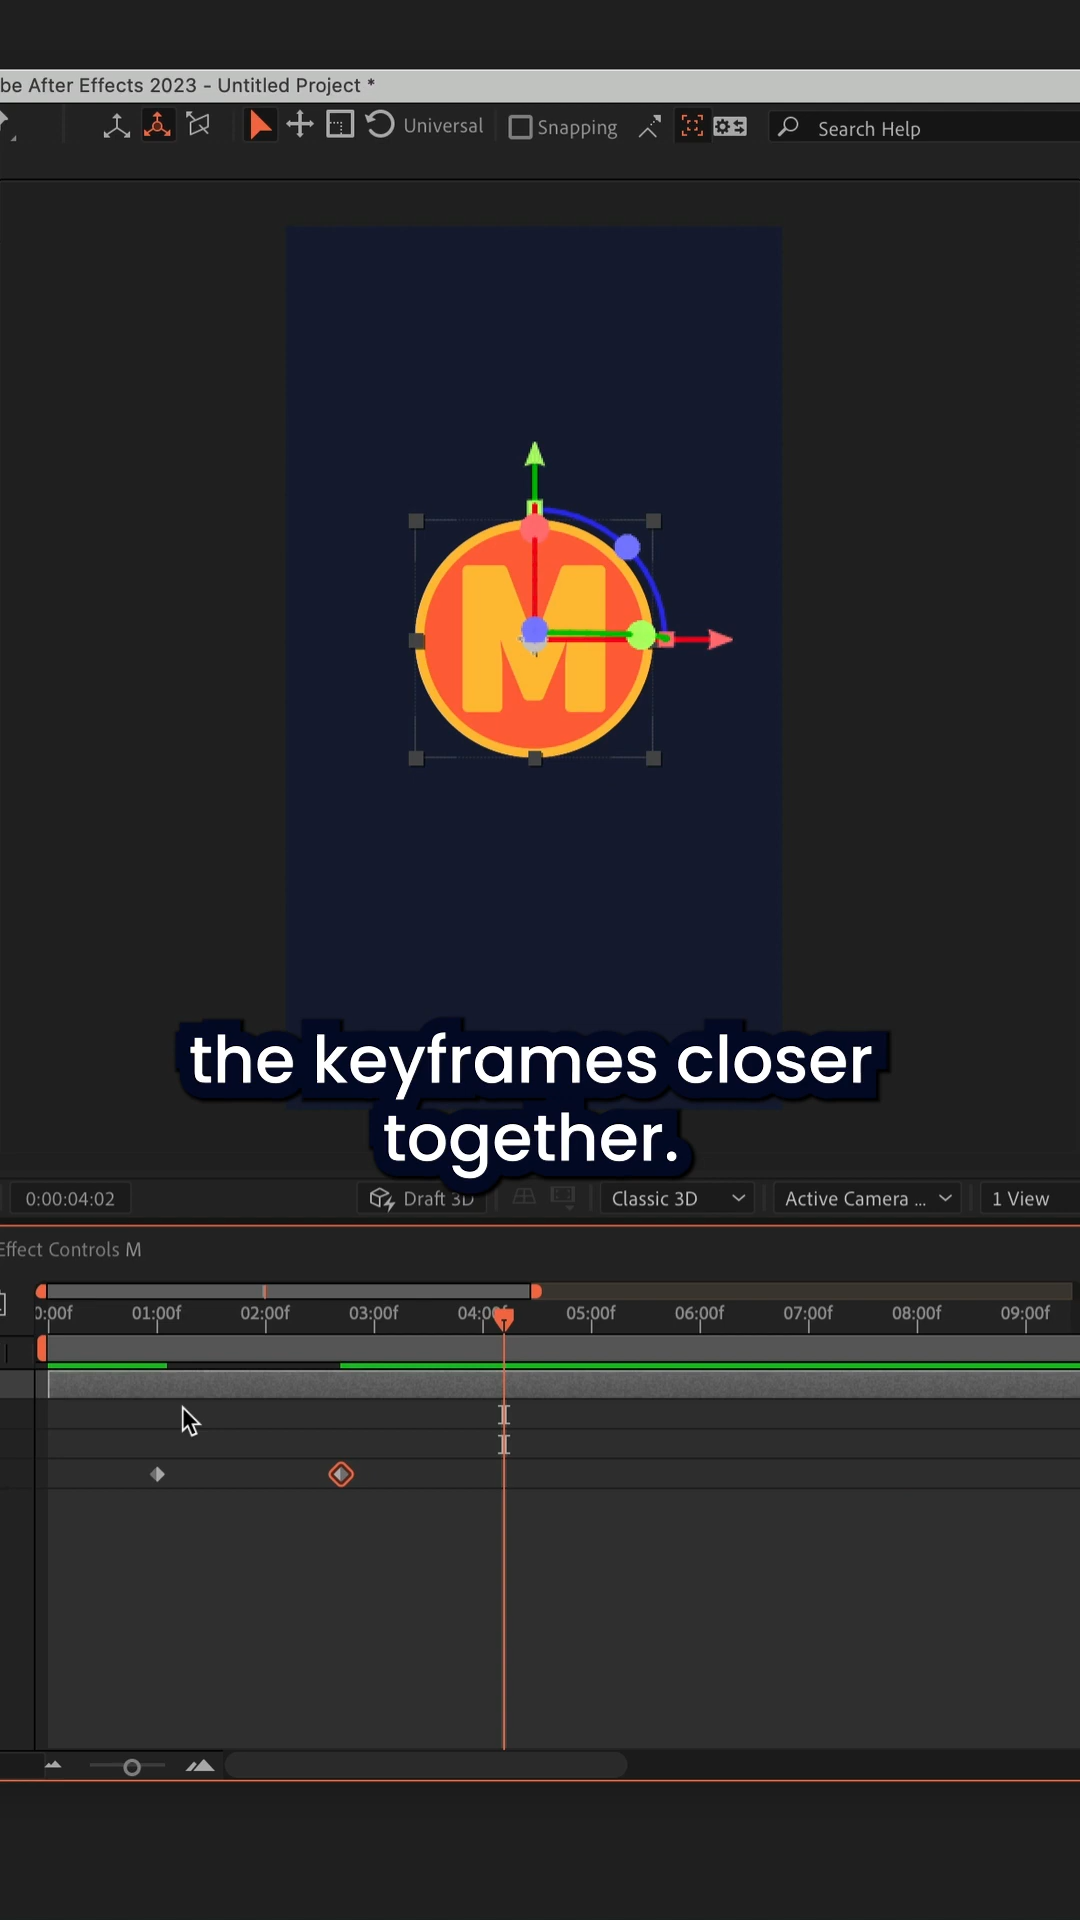 be After Effects 2023 - Untitled Project *
Universal Snapping Search Help
M
the keyframes closer
together.
0:00:04:02 Draft 3D Classic 3D Active Camera ... 1 View
Effect Controls M
0:00f 01:00f 02:00f 03:00f 04:00f 05:00f 06:00f 07:00f 08:00f 09:00f